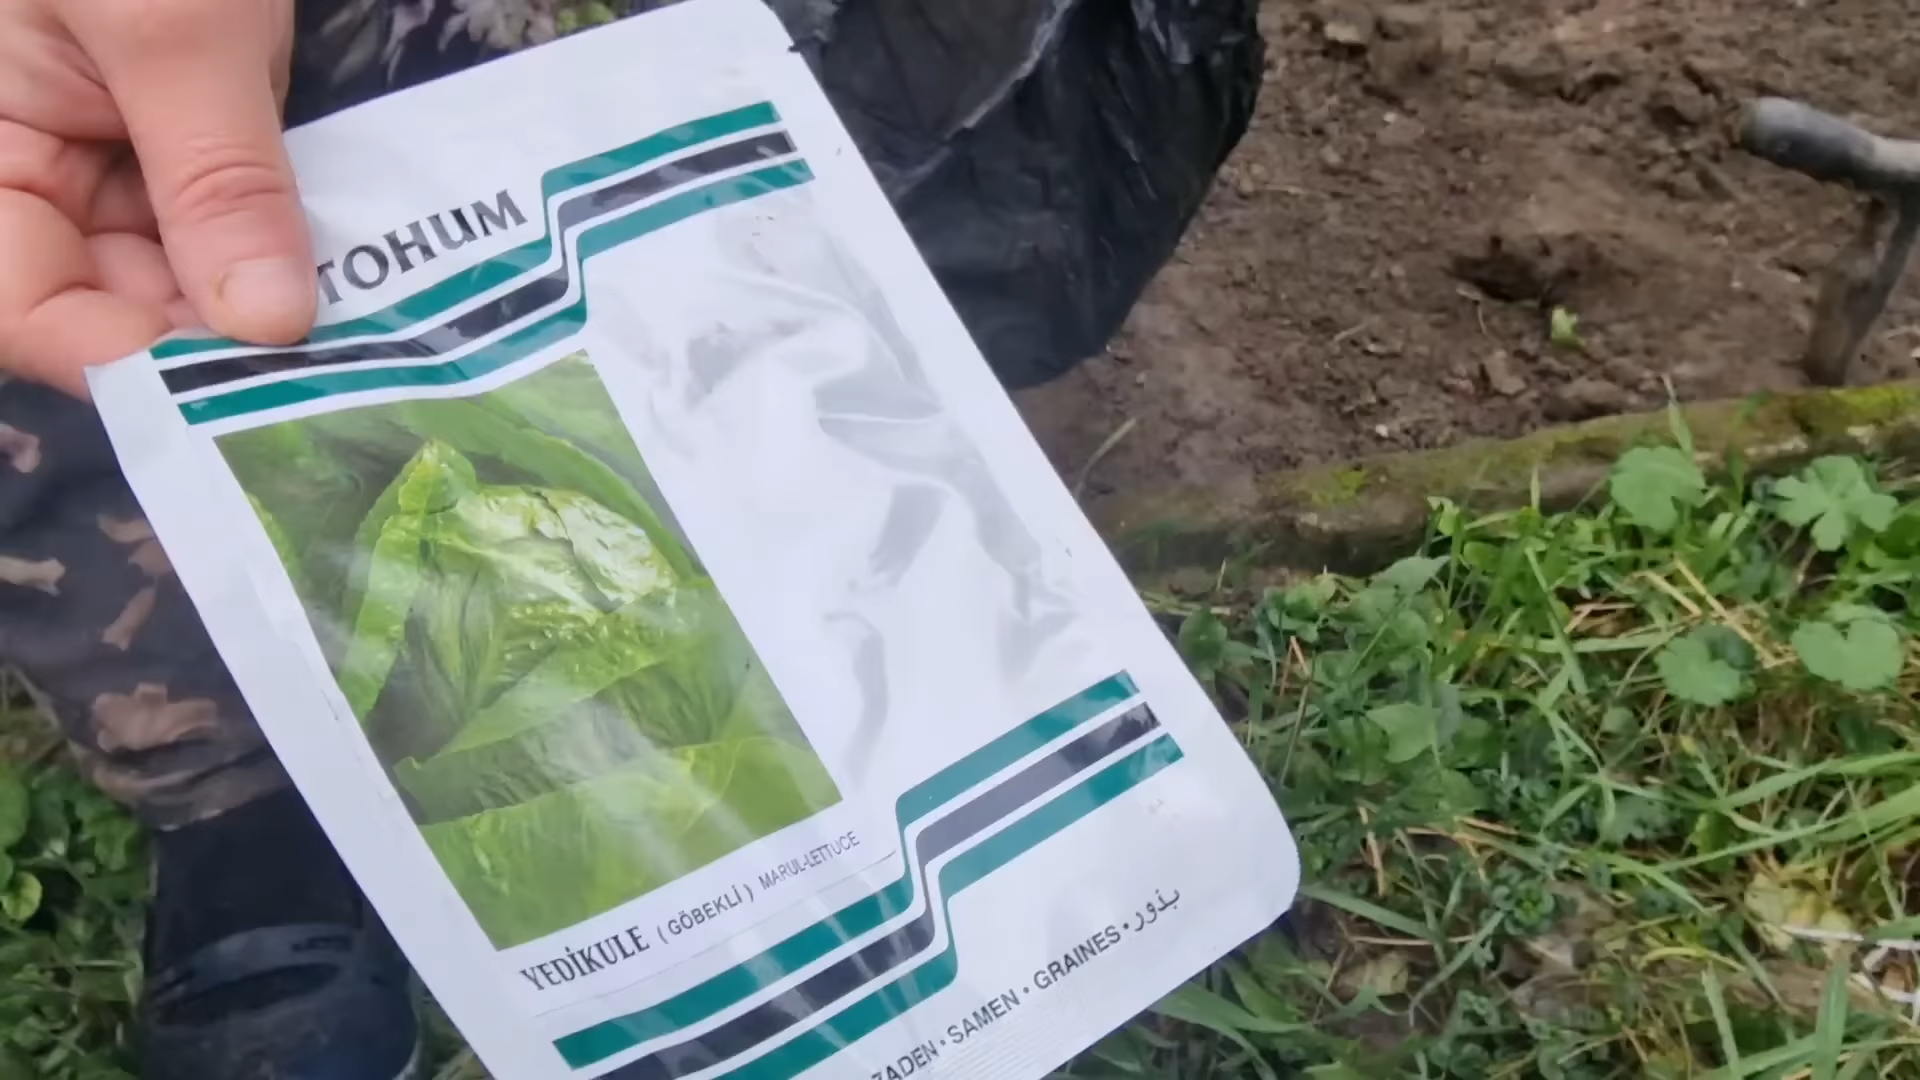 TOHUM
YEDİKULE (GÖBEKLİ) MARUL-LETTUCE
ZADEN • SAMEN • GRAINES • بذور